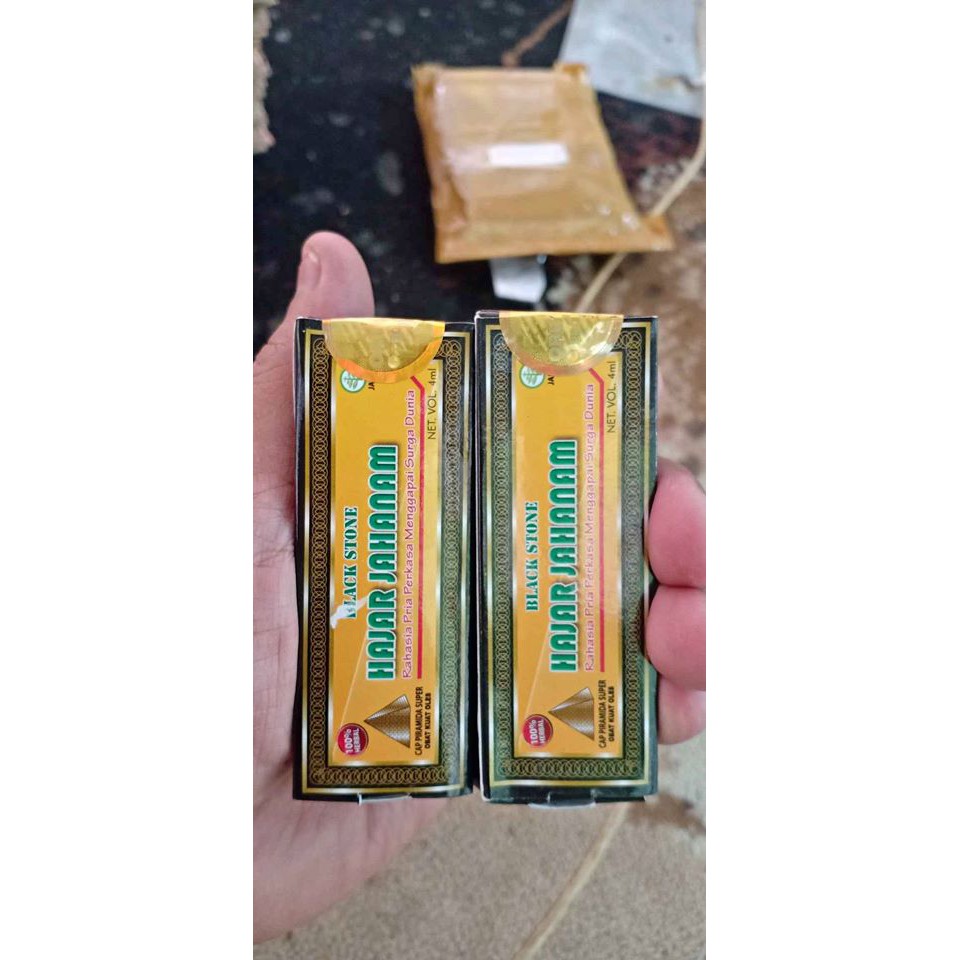 JA
NET. VOL. 4ml
BLACK STONE
HAJAR JAHANAM
Rahasia Pria Perkasa Menggapai Surga Dunia
100%
HERBAL
CAP PIRAMIDA SUPER
OBAT KUAT OLES
JA
NET. VOL. 4ml
BLACK STONE
HAJAR JAHANAM
Rahasia Pria Perkasa Menggapai Surga Dunia
100%
HERBAL
CAP PIRAMIDA SUPER
OBAT KUAT OLES